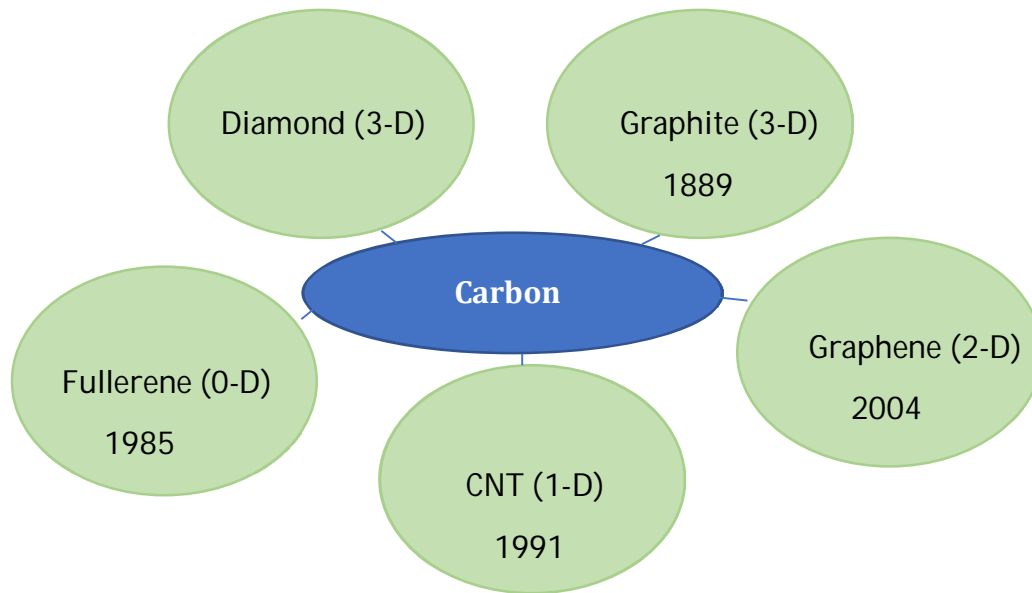 Diamond (3-D)
Graphite (3-D)
1889
Carbon
Graphene (2-D)
2004
Fullerene (0-D)
1985
CNT (1-D)
1991